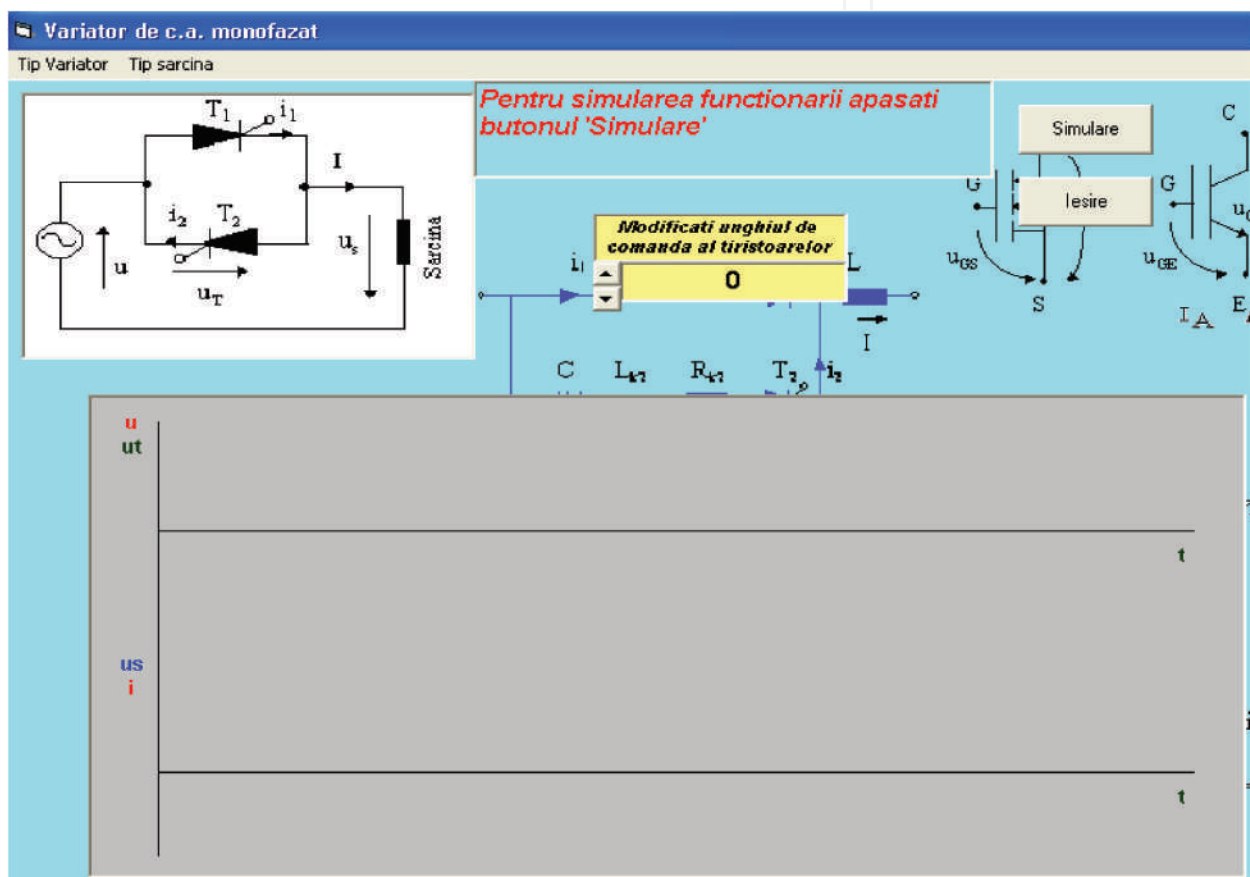 Variator de c.a. monofazat
Tip Variator Tip sarcina
T1 i1
I
i2 T2
u
uT
us
Sarcina
Pentru simularea functionarii apasati
butonul 'Simulare'
Simulare
Iesire
Modificati unghiul de
comanda al tiristoarelor
0
i1
L
I
C
G
G
uGS
uGE
S
E
IA
C
T2
i2
u
ut
t
us
i
t